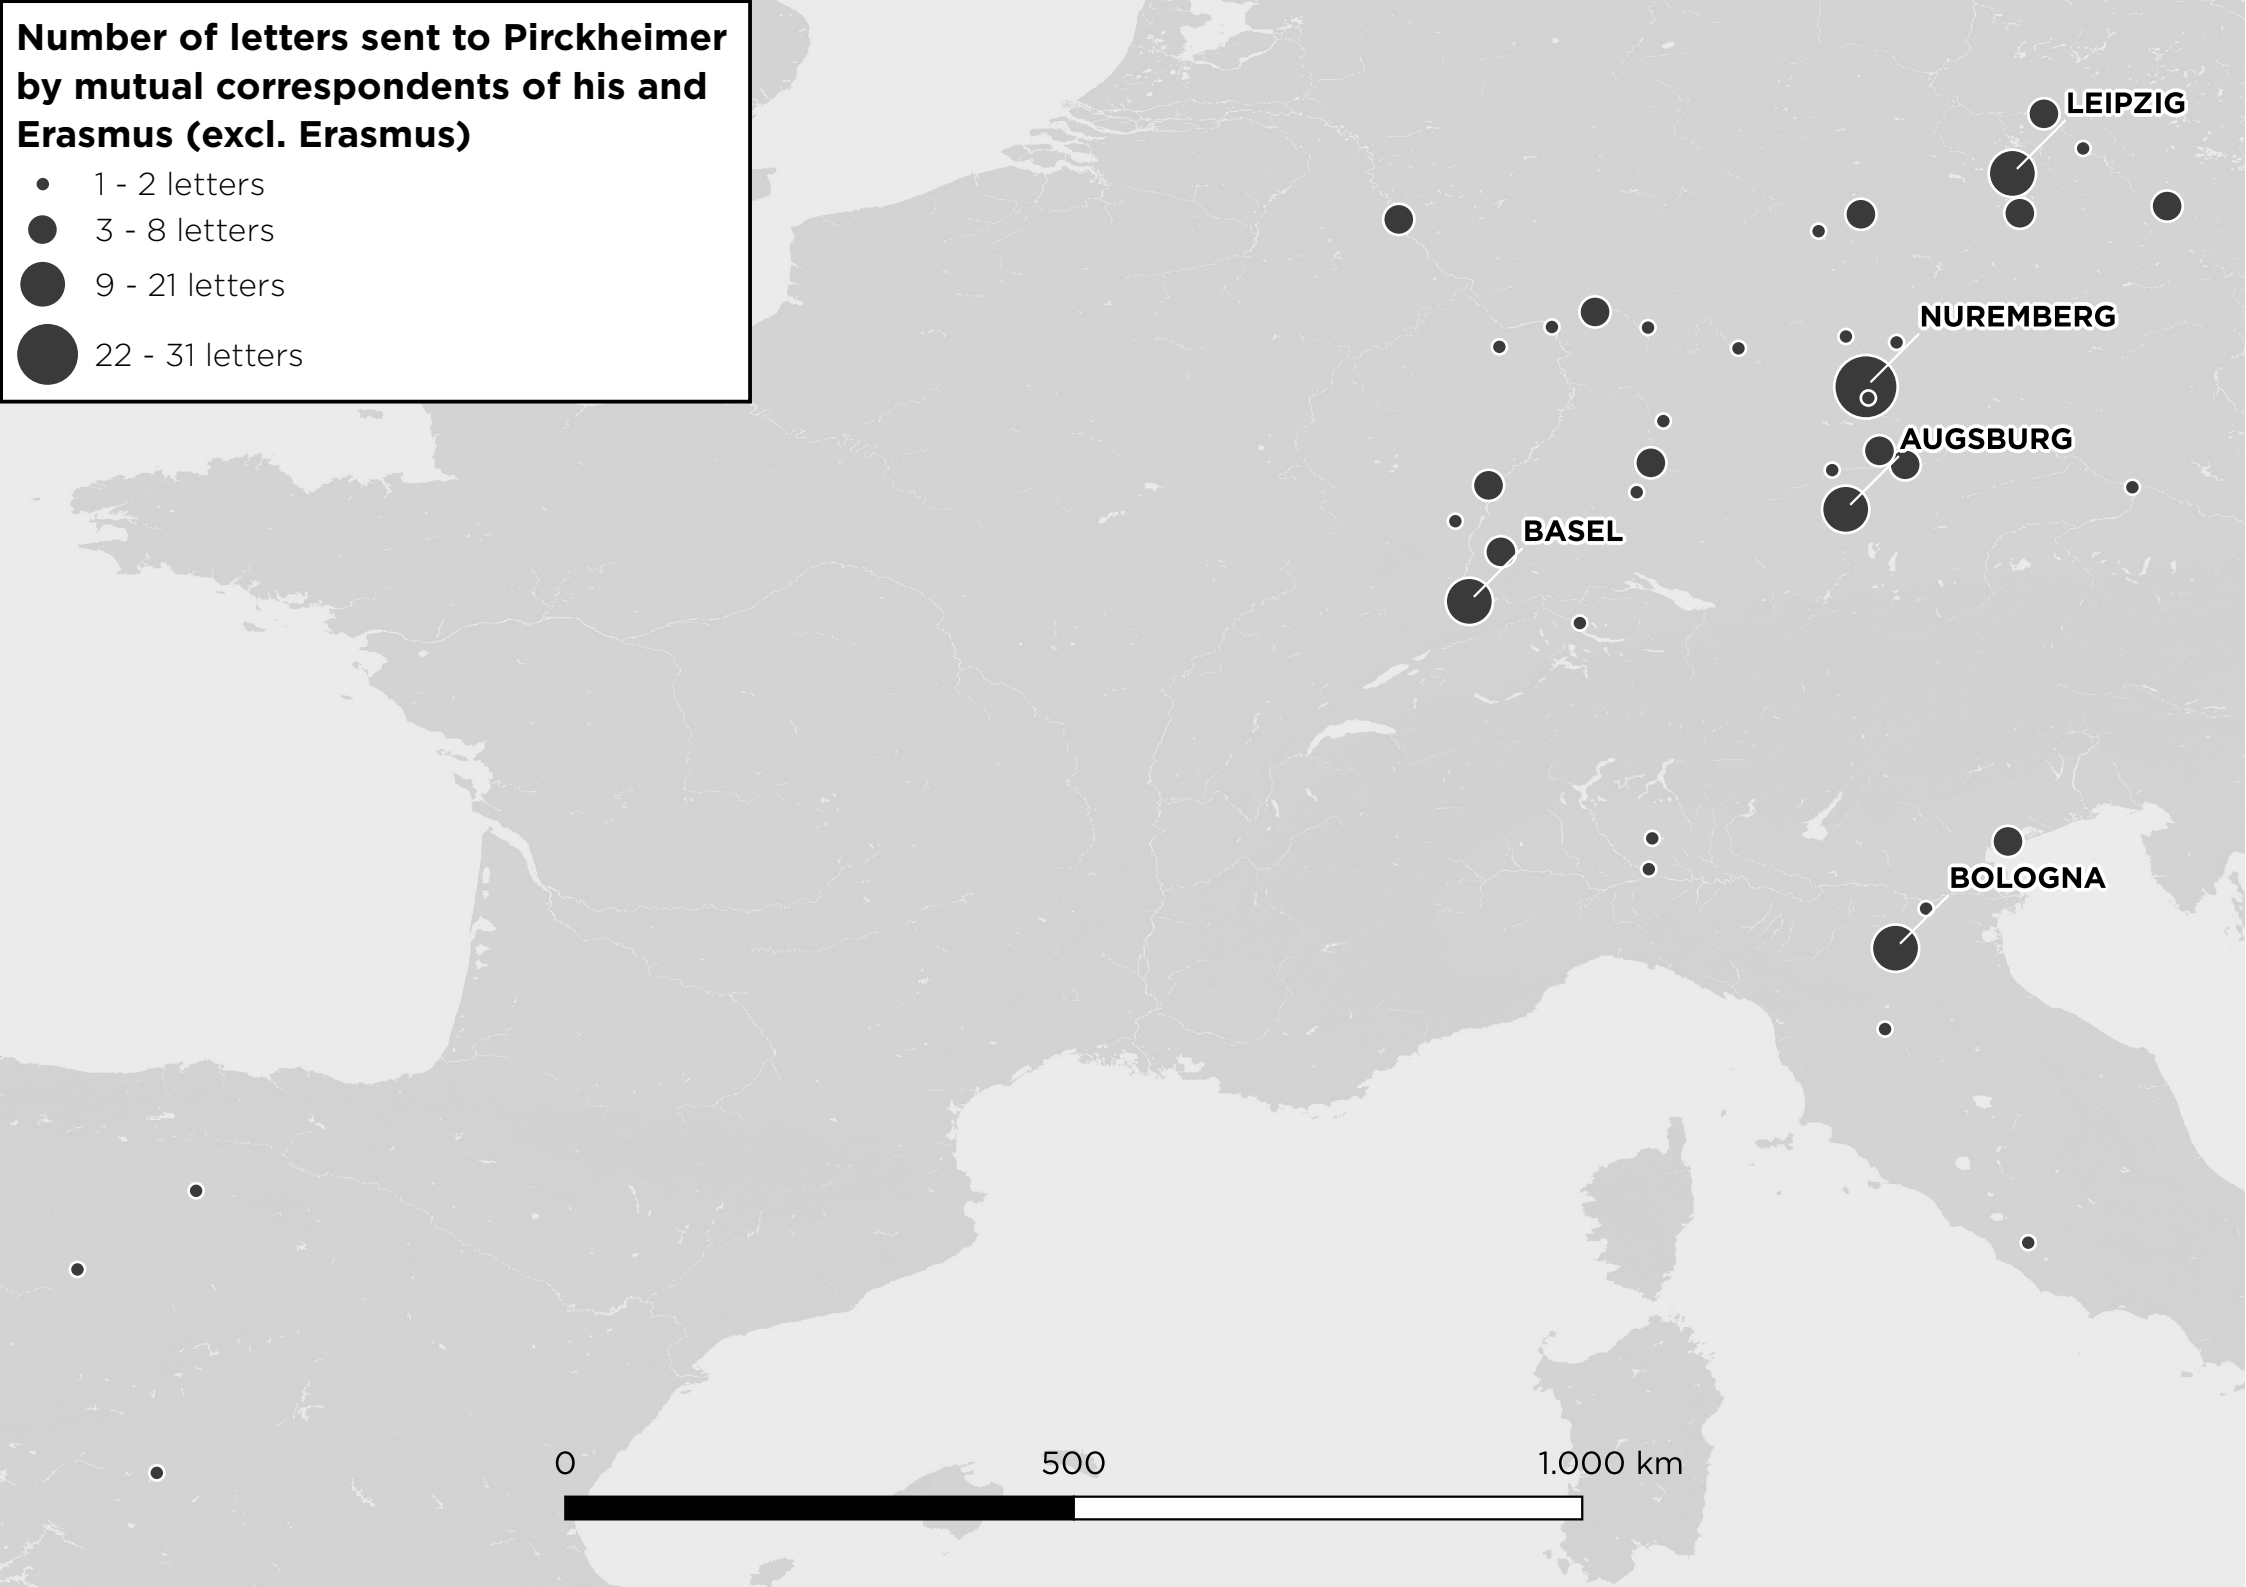 Number of letters sent to Pirckheimer
by mutual correspondents of his and
Erasmus (excl. Erasmus)
1 - 2 letters
3 - 8 letters
9 - 21 letters
22 - 31 letters
LEIPZIG
NUREMBERG
AUGSBURG
BASEL
BOLOGNA
0 500 1.000 km